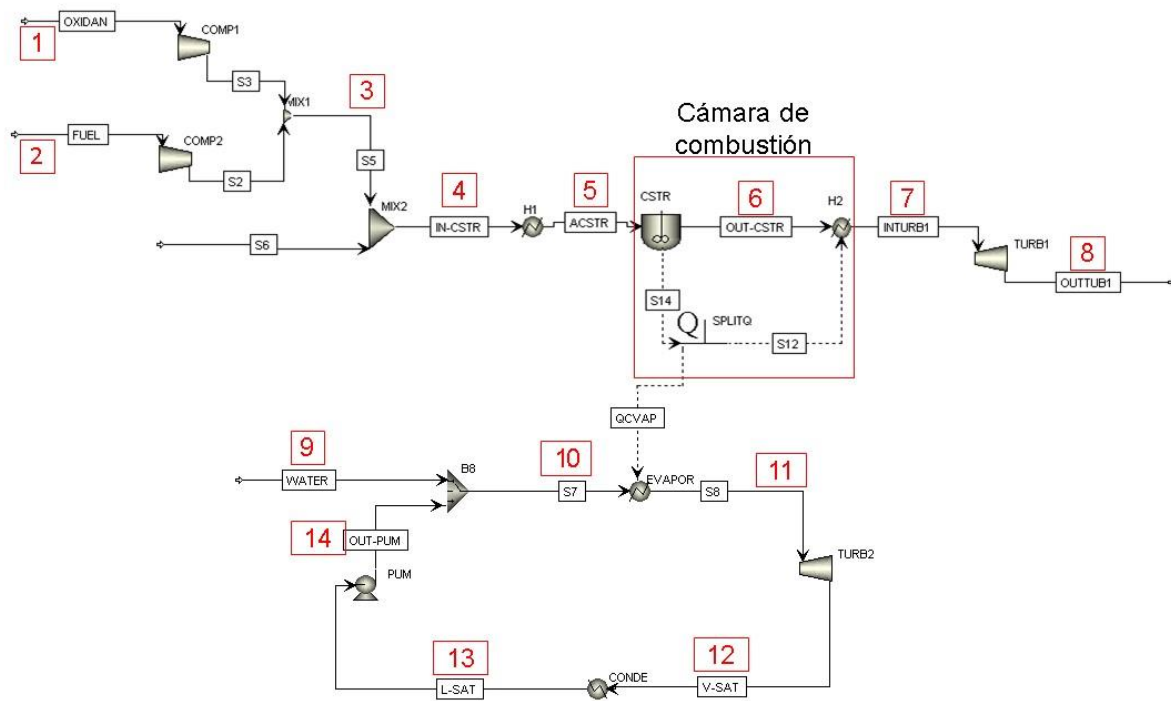 OXIDAN
1
COMP1
S3
MIX1
3
FUEL
2
COMP2
S2
S5
Cámara de
combustión
4
5
CSTR
6
H2
7
MIX2
IN-CSTR
H1
ACSTR
OUT-CSTR
INTURB1
TURB1
8
OUTTUB1
S6
S14
Q
SPLITQ
S12
QCVAP
9
WATER
B8
10
S7
EVAPOR
S8
11
14
OUT-PUM
PUM
TURB2
13
L-SAT
CONDE
12
V-SAT